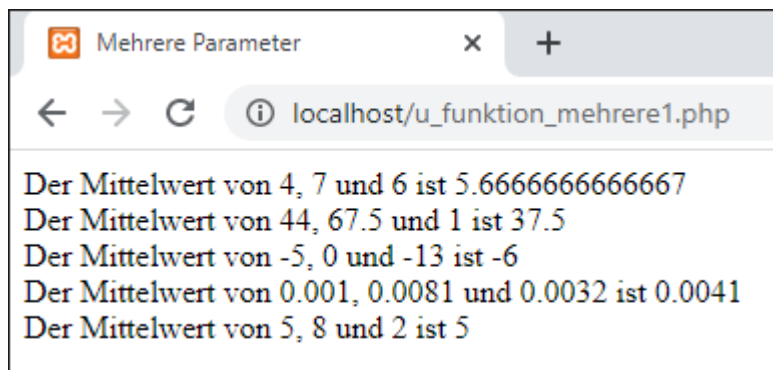 Mehrere Parameter
localhost/u_funktion_mehrere1.php
Der Mittelwert von 4, 7 und 6 ist 5.6666666666667
Der Mittelwert von 44, 67.5 und 1 ist 37.5
Der Mittelwert von -5, 0 und -13 ist -6
Der Mittelwert von 0.001, 0.0081 und 0.0032 ist 0.0041
Der Mittelwert von 5, 8 und 2 ist 5